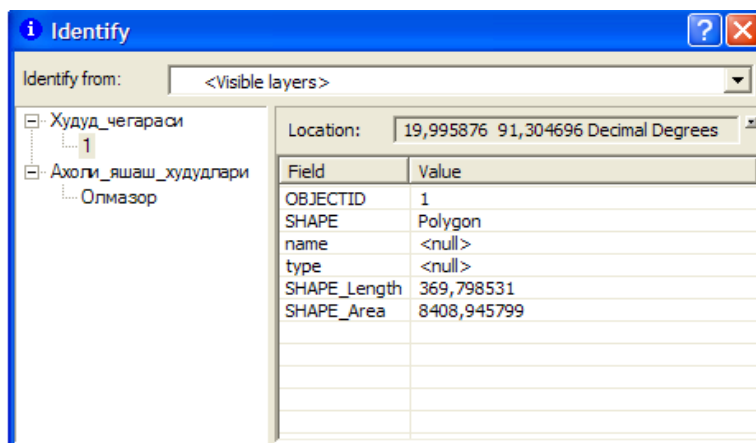 Identify
Identify from: <Visible layers>
Худуд_чегараси
1
Ахоли_яшаш_худудлари
Олмазор
Location: 19,995876 91,304696 Decimal Degrees
Field Value
OBJECTID 1
SHAPE Polygon
name <null>
type <null>
SHAPE_Length 369,798531
SHAPE_Area 8408,945799